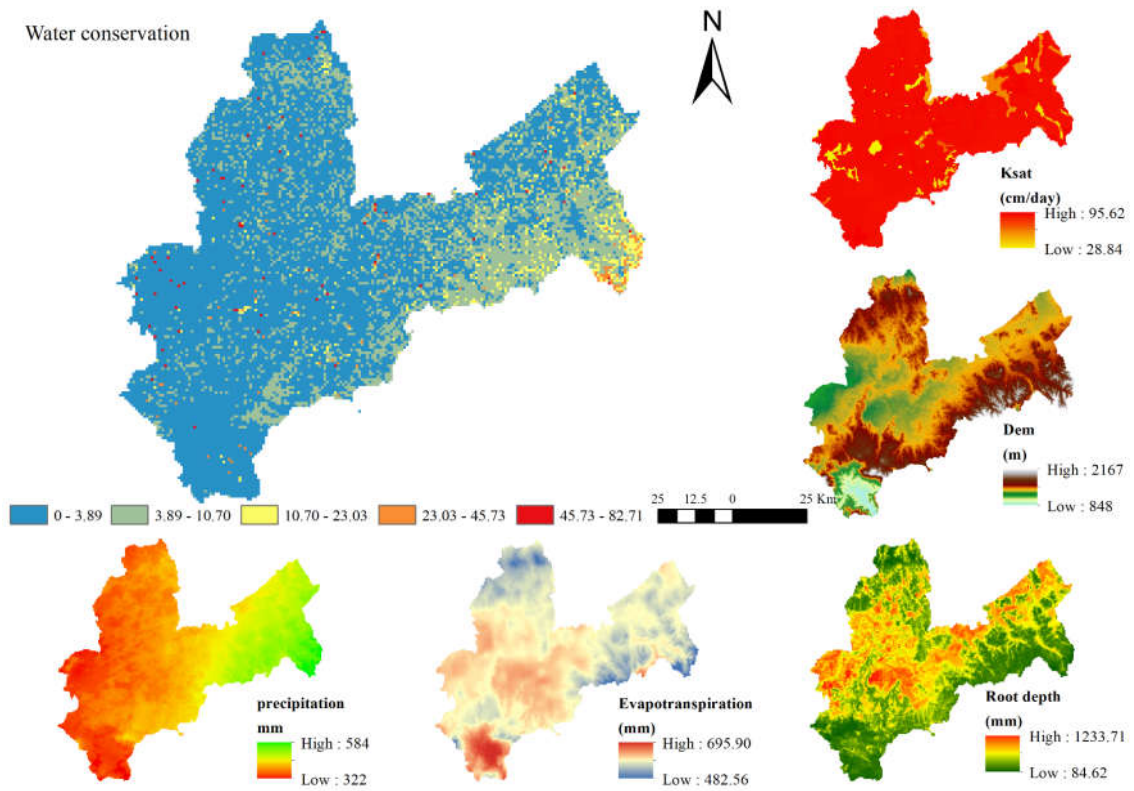 Water conservation
N
Ksat
(cm/day)
High : 95.62
Low : 28.84
Dem
(m)
High : 2167
Low : 848
0 - 3.89
3.89 - 10.70
10.70 - 23.03
23.03 - 45.73
45.73 - 82.71
25 12.5 0 25 Km
precipitation
mm
High : 584
Low : 322
Evapotranspiration
(mm)
High : 695.90
Low : 482.56
Root depth
(mm)
High : 1233.71
Low : 84.62